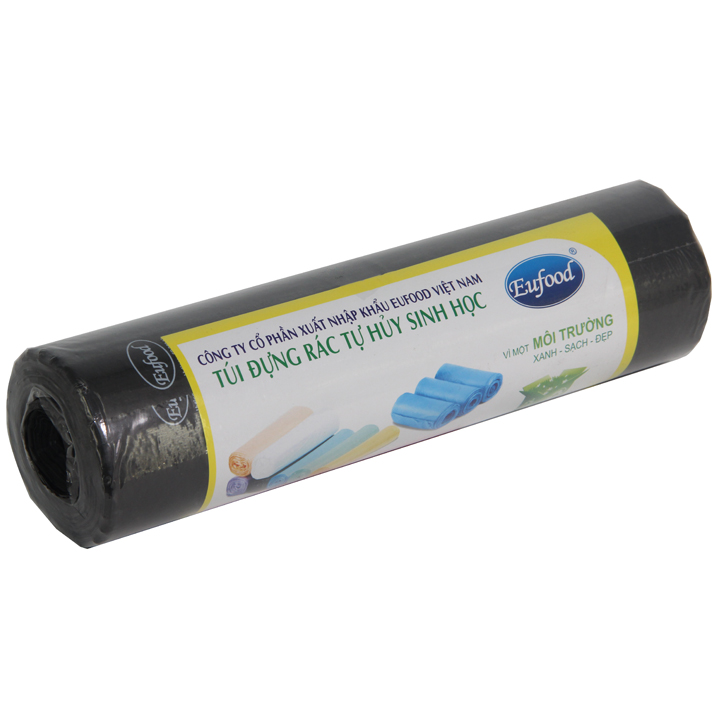 CÔNG TY CỔ PHẦN XUẤT NHẬP KHẨU EUFOOD VIỆT NAM
TÚI ĐỰNG RÁC TỰ HỦY SINH HỌC
Eufood®
VÌ MỘT MÔI TRƯỜNG
XANH - SẠCH - ĐẸP
Eufood
Eu